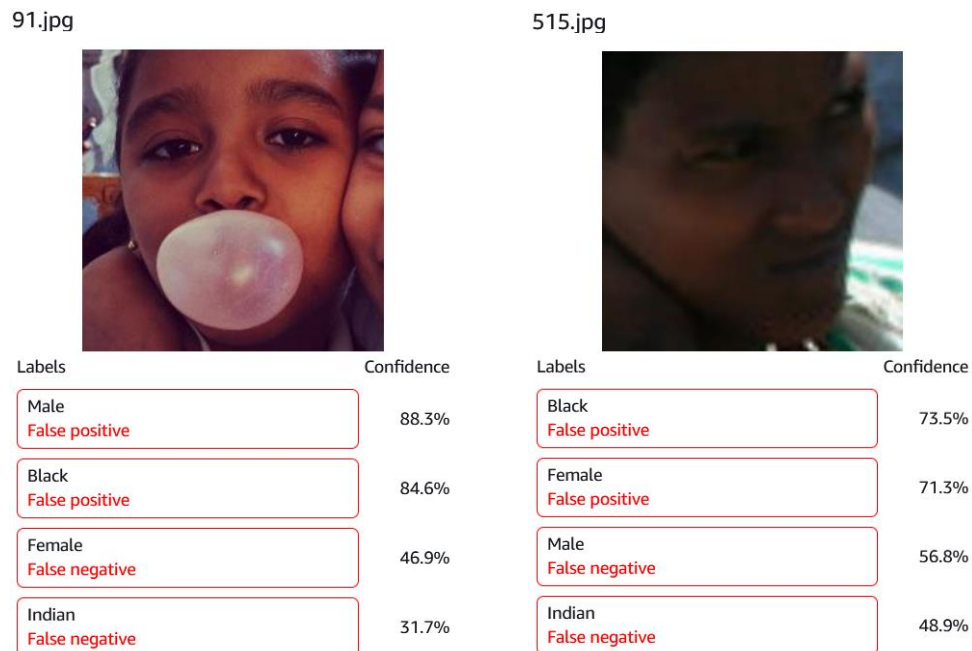 91.jpg
Labels
Confidence
Male
False positive
88.3%
Black
False positive
84.6%
Female
False negative
46.9%
Indian
False negative
31.7%
515.jpg
Labels
Confidence
Black
False positive
73.5%
Female
False positive
71.3%
Male
False negative
56.8%
Indian
False negative
48.9%